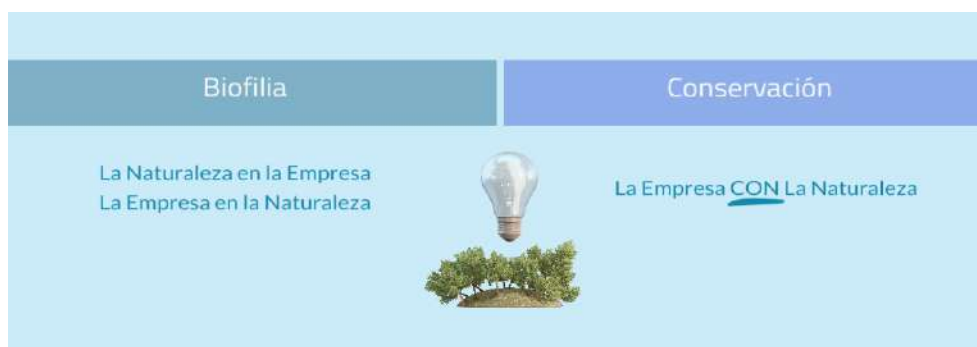 Biofilia
Conservación
La Naturaleza en la Empresa
La Empresa en la Naturaleza
La Empresa CON La Naturaleza